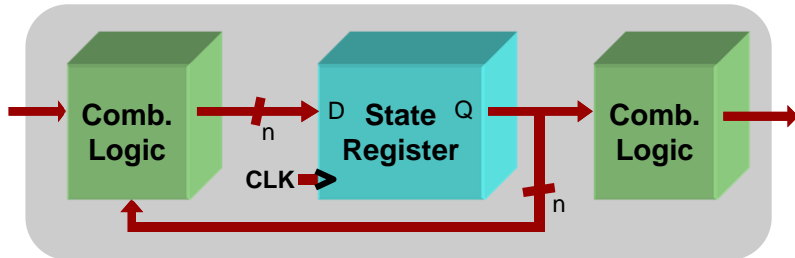 Comb.
Logic
n
D
State
Register
Q
CLK
n
Comb.
Logic